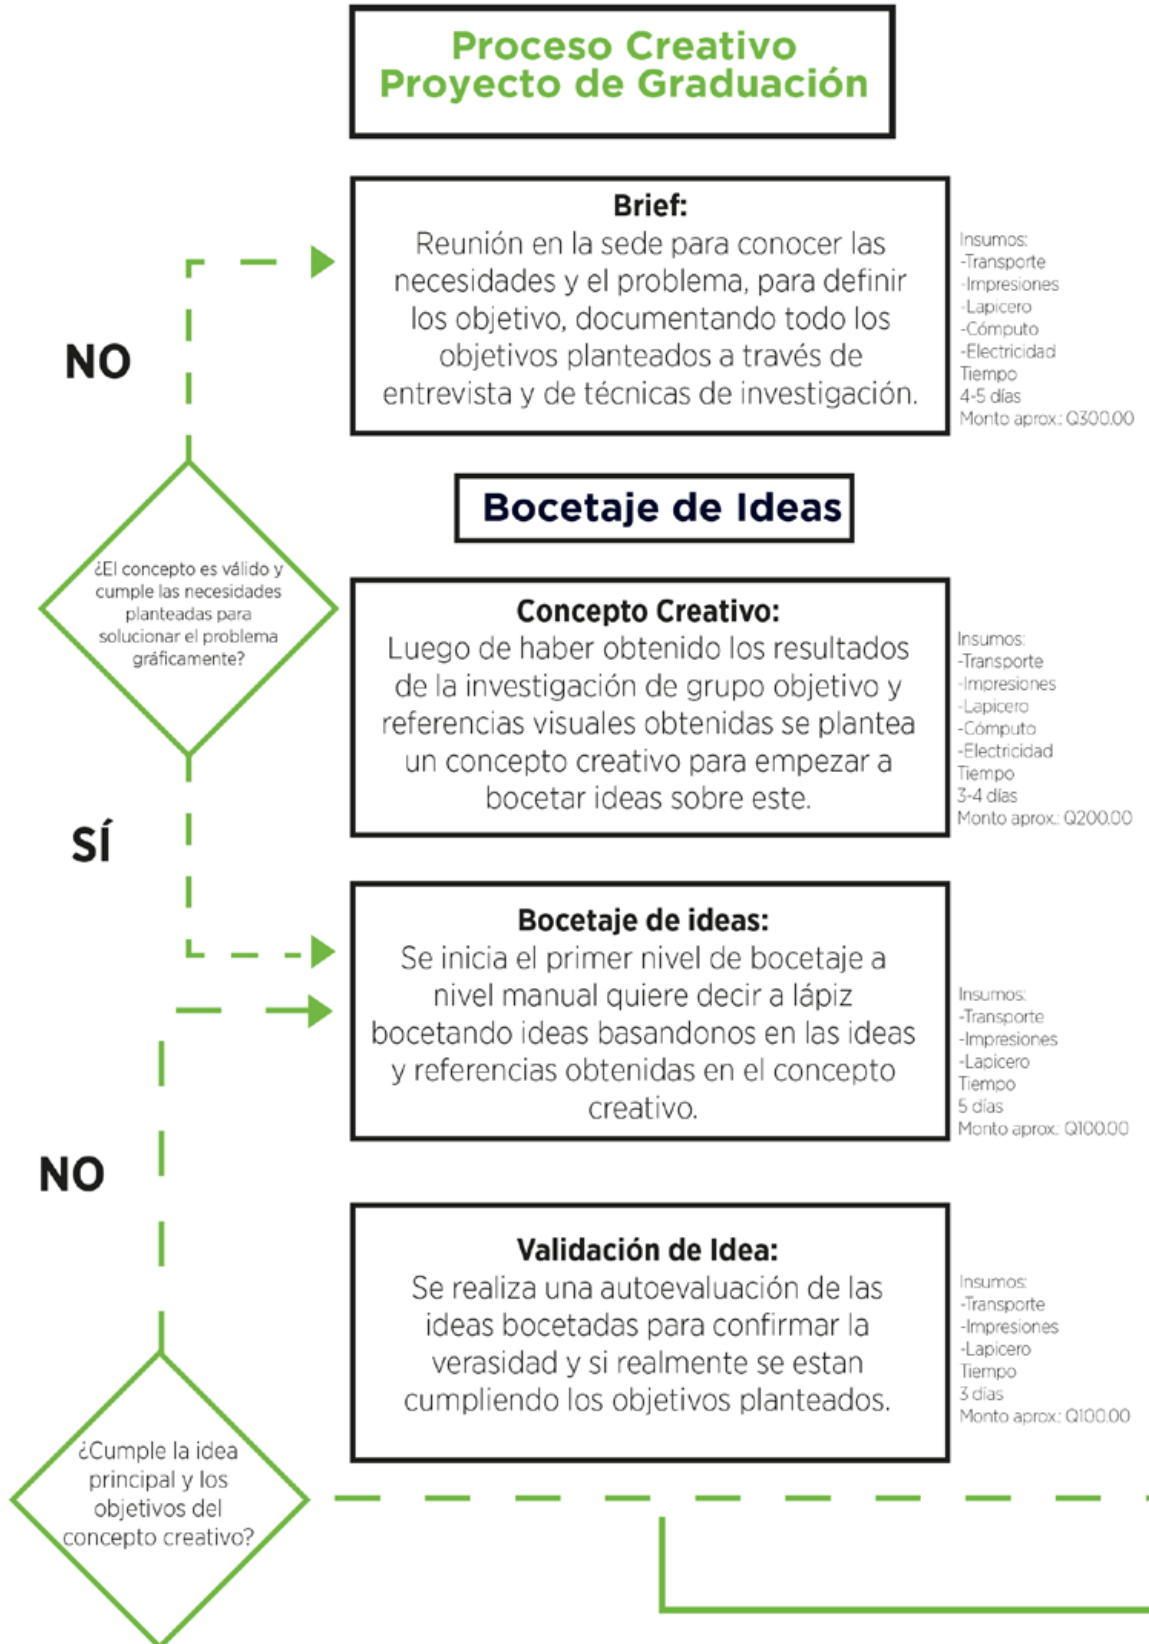 Proceso Creativo
Proyecto de Graduación
Brief:
Reunión en la sede para conocer las
necesidades y el problema, para definir
los objetivo, documentando todo los
objetivos planteados a través de
entrevista y de técnicas de investigación.
Insumos:
-Transporte
-Impresiones
-Lapicero
-Cómputo
-Electricidad
Tiempo
4-5 días
Monto aprox.: Q300.00
NO
¿El concepto es válido y
cumple las necesidades
planteadas para
solucionar el problema
gráficamente?
Bocetaje de Ideas
Concepto Creativo:
Luego de haber obtenido los resultados
de la investigación de grupo objetivo y
referencias visuales obtenidas se plantea
un concepto creativo para empezar a
bocetar ideas sobre este.
Insumos:
-Transporte
-Impresiones
-Lapicero
-Cómputo
-Electricidad
Tiempo
3-4 días
Monto aprox.: Q200.00
SÍ
Bocetaje de ideas:
Se inicia el primer nivel de bocetaje a
nivel manual quiere decir a lápiz
bocetando ideas basandonos en las ideas
y referencias obtenidas en el concepto
creativo.
Insumos:
-Transporte
-Impresiones
-Lapicero
Tiempo
5 días
Monto aprox.: Q100.00
NO
Validación de Idea:
Se realiza una autoevaluación de las
ideas bocetadas para confirmar la
verasidad y si realmente se estan
cumpliendo los objetivos planteados.
Insumos:
-Transporte
-Impresiones
-Lapicero
Tiempo
3 días
Monto aprox.: Q100.00
¿Cumple la idea
principal y los
objetivos del
concepto creativo?